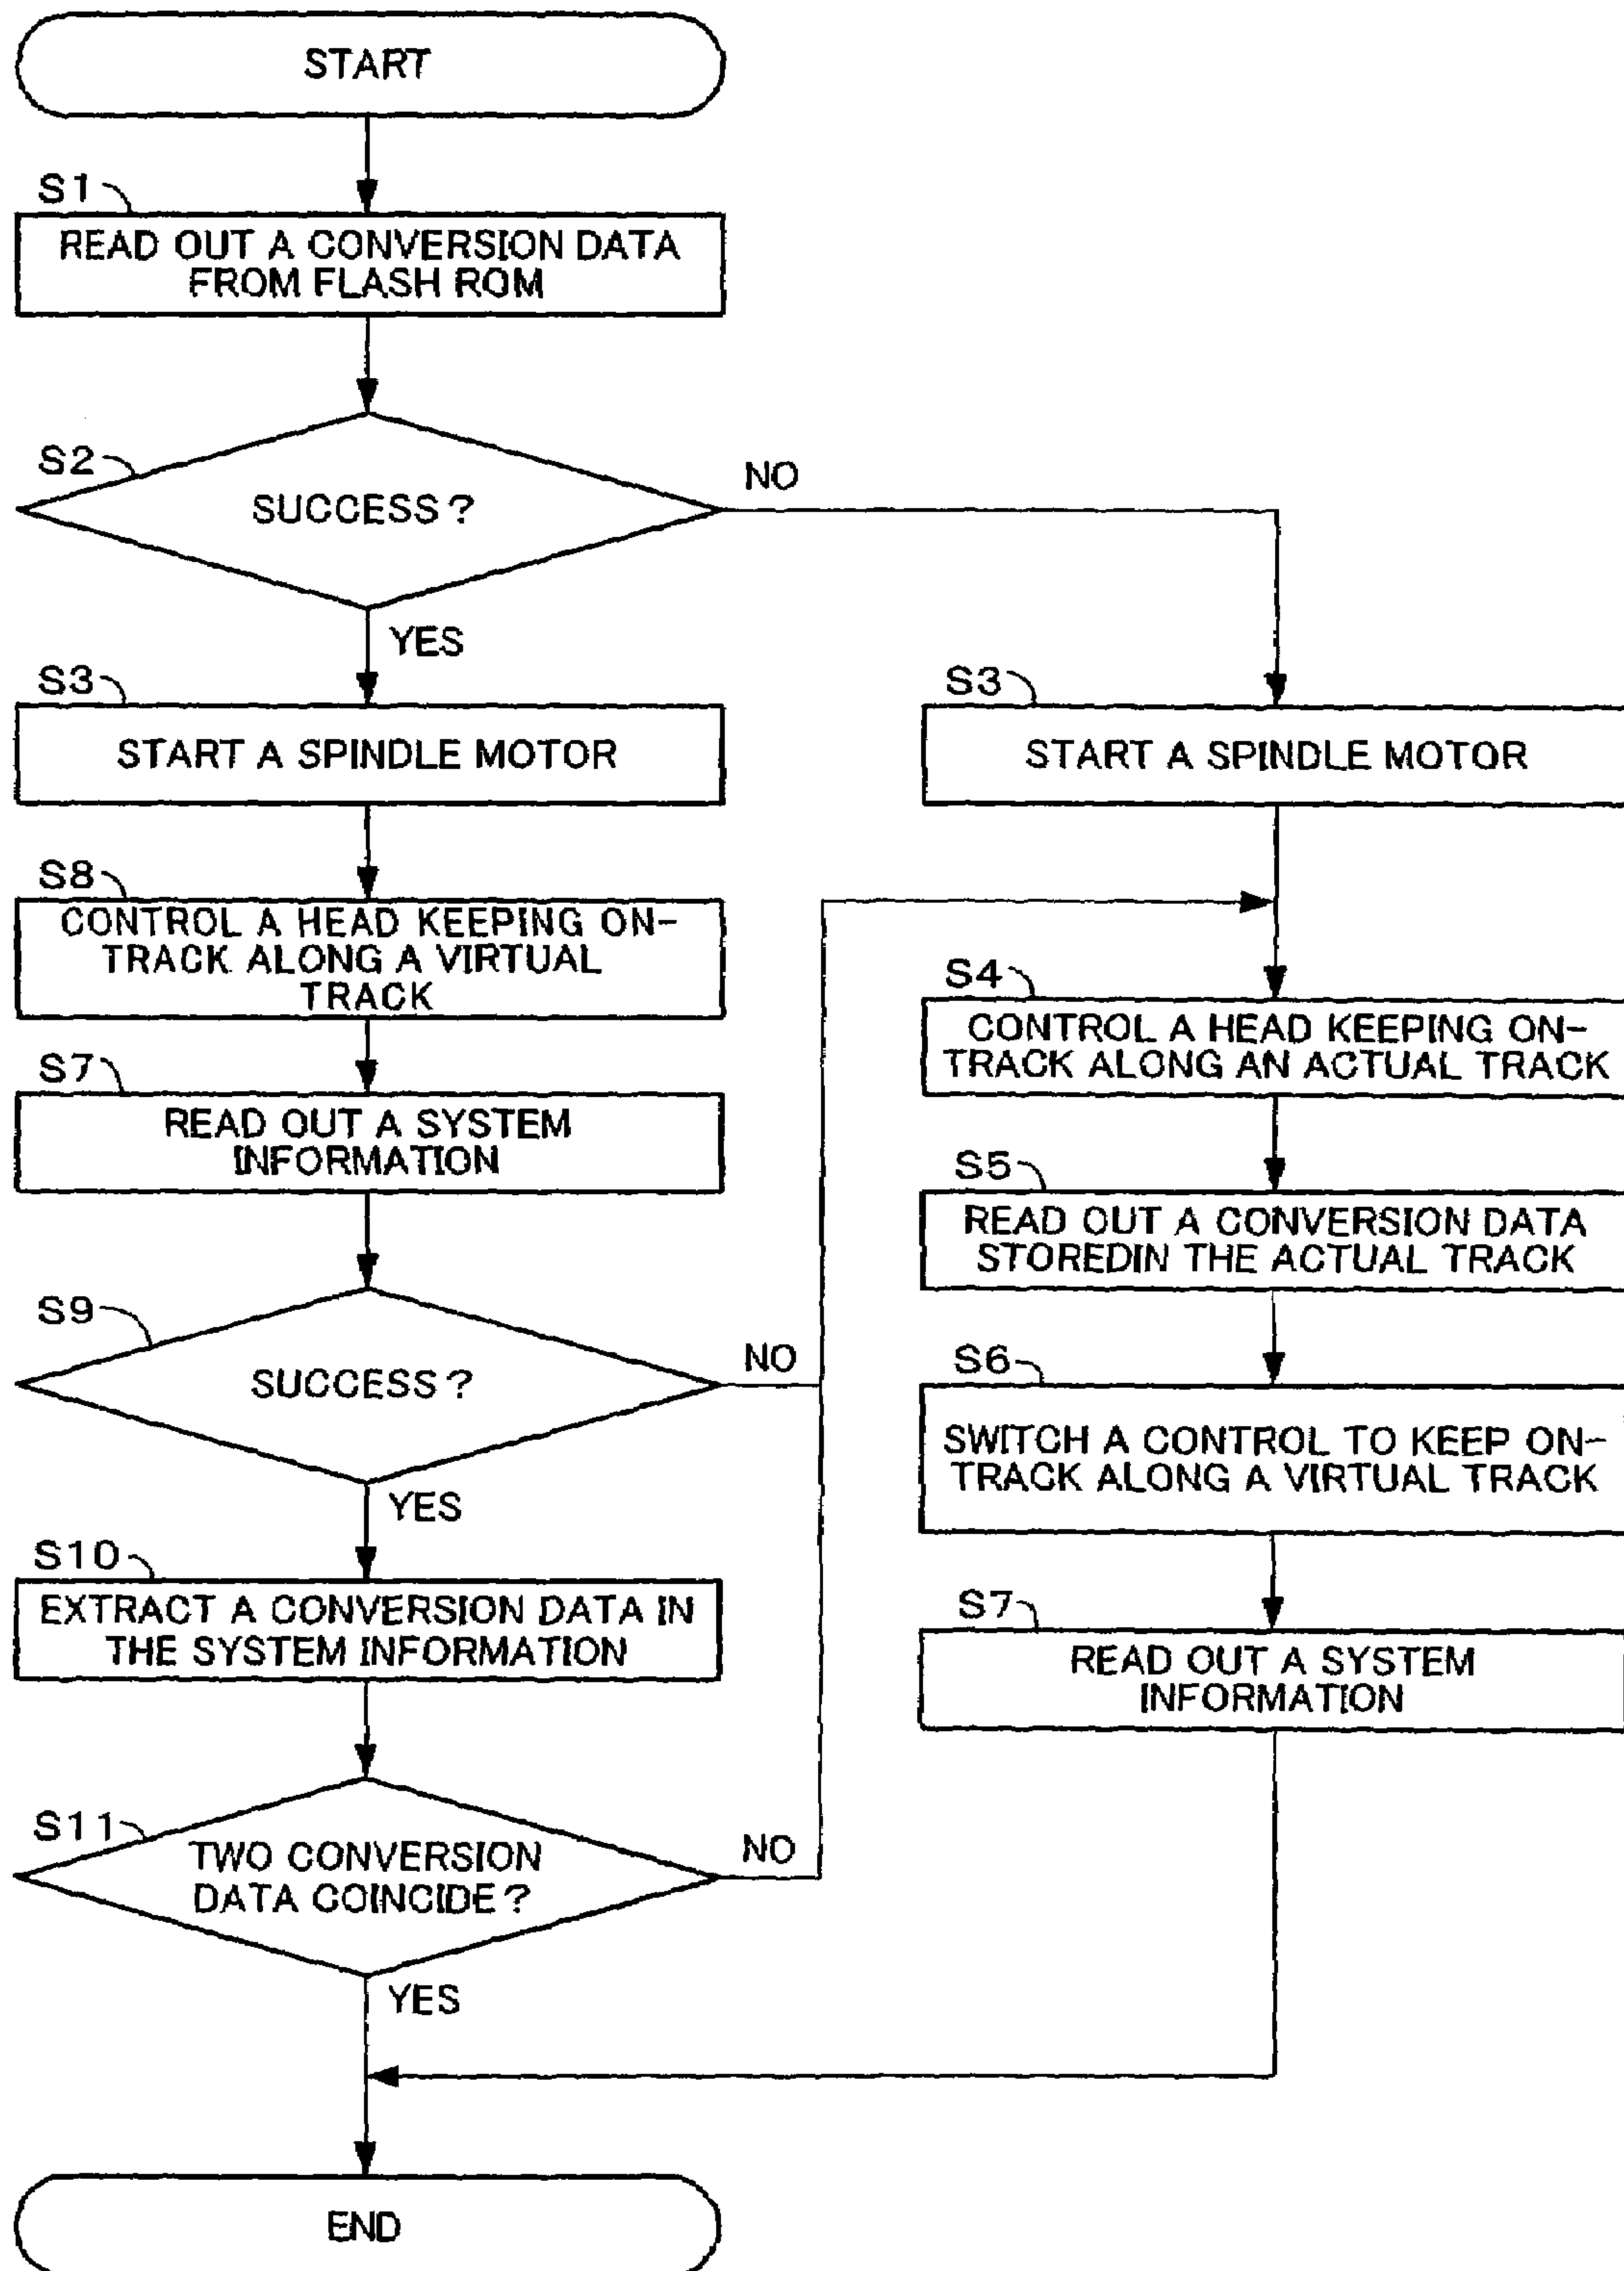 START
S1
READ OUT A CONVERSION DATA
FROM FLASH ROM
S2
SUCCESS?
NO
YES
S3
START A SPINDLE MOTOR
S8
CONTROL A HEAD KEEPING ON-
TRACK ALONG A VIRTUAL
TRACK
S7
READ OUT A SYSTEM
INFORMATION
S9
SUCCESS?
NO
YES
S10
EXTRACT A CONVERSION DATA IN
THE SYSTEM INFORMATION
S11
TWO CONVERSION
DATA COINCIDE?
NO
YES
END
S3
START A SPINDLE MOTOR
S4
CONTROL A HEAD KEEPING ON-
TRACK ALONG AN ACTUAL TRACK
S5
READ OUT A CONVERSION DATA
STOREDIN THE ACTUAL TRACK
S6
SWITCH A CONTROL TO KEEP ON-
TRACK ALONG A VIRTUAL TRACK
S7
READ OUT A SYSTEM
INFORMATION